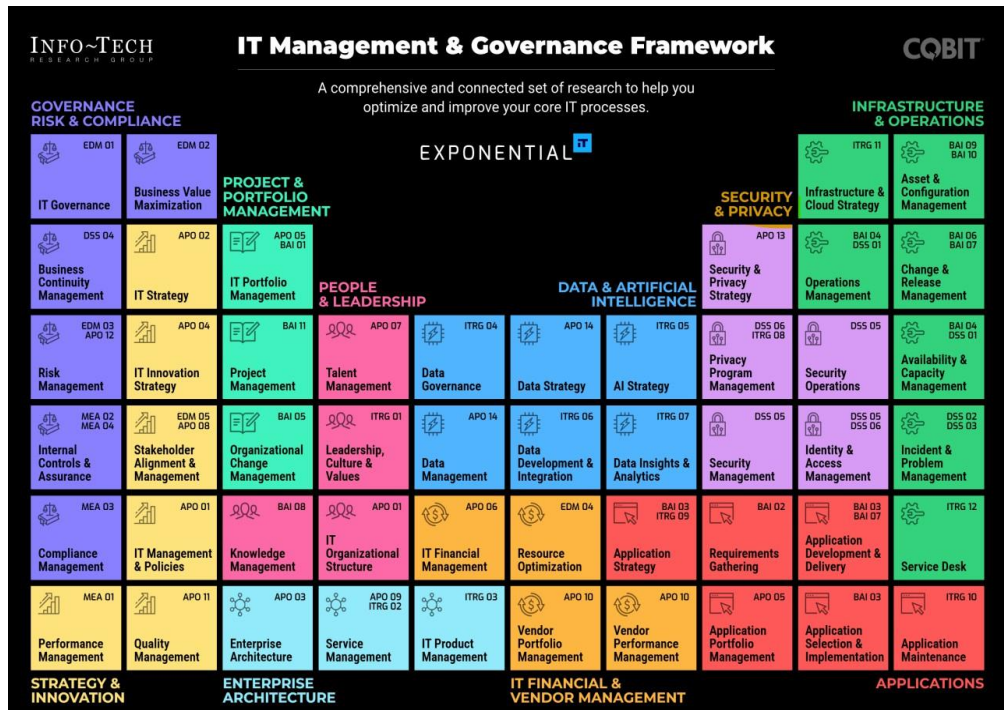 INFO~TECH
RESEARCH GROUP
IT Management & Governance Framework
COBIT
A comprehensive and connected set of research to help you
optimize and improve your core IT processes.
EXPONENTIAL IT
GOVERNANCE
RISK & COMPLIANCE
INFRASTRUCTURE
& OPERATIONS
EDM 01
IT Governance
EDM 02
Business Value
Maximization
PROJECT &
PORTFOLIO
MANAGEMENT
SECURITY
& PRIVACY
ITRG 11
Infrastructure &
Cloud Strategy
BAI 09
BAI 10
Asset &
Configuration
Management
DSS 04
Business
Continuity
Management
APO 02
IT Strategy
APO 05
BAI 01
IT Portfolio
Management
PEOPLE
& LEADERSHIP
DATA & ARTIFICIAL
INTELLIGENCE
APO 13
Security &
Privacy
Strategy
BAI 04
DSS 01
Operations
Management
BAI 06
BAI 07
Change &
Release
Management
EDM 03
APO 12
Risk
Management
APO 04
IT Innovation
Strategy
BAI 11
Project
Management
APO 07
Talent
Management
ITRG 04
Data
Governance
APO 14
Data Strategy
ITRG 05
AI Strategy
DSS 06
ITRG 08
Privacy
Program
Management
DSS 05
Security
Operations
BAI 04
DSS 01
Availability &
Capacity
Management
MEA 02
MEA 04
Internal
Controls &
Assurance
EDM 05
APO 08
Stakeholder
Alignment &
Management
BAI 05
Organizational
Change
Management
ITRG 01
Leadership,
Culture &
Values
APO 14
Data
Management
ITRG 06
Data
Development &
Integration
ITRG 07
Data Insights &
Analytics
DSS 05
Security
Management
DSS 05
DSS 06
Identity &
Access
Management
DSS 02
DSS 03
Incident &
Problem
Management
MEA 03
Compliance
Management
APO 01
IT Management
& Policies
BAI 08
Knowledge
Management
APO 01
IT
Organizational
Structure
APO 06
IT Financial
Management
EDM 04
Resource
Optimization
BAI 03
ITRG 09
Application
Strategy
BAI 02
Requirements
Gathering
BAI 03
BAI 07
Application
Development &
Delivery
ITRG 12
Service Desk
MEA 01
Performance
Management
APO 11
Quality
Management
APO 03
Enterprise
Architecture
APO 09
ITRG 02
Service
Management
ITRG 03
IT Product
Management
APO 10
Vendor
Portfolio
Management
APO 10
Vendor
Performance
Management
APO 05
Application
Portfolio
Management
BAI 03
Application
Selection &
Implementation
ITRG 10
Application
Maintenance
STRATEGY &
INNOVATION
ENTERPRISE
ARCHITECTURE
IT FINANCIAL &
VENDOR MANAGEMENT
APPLICATIONS